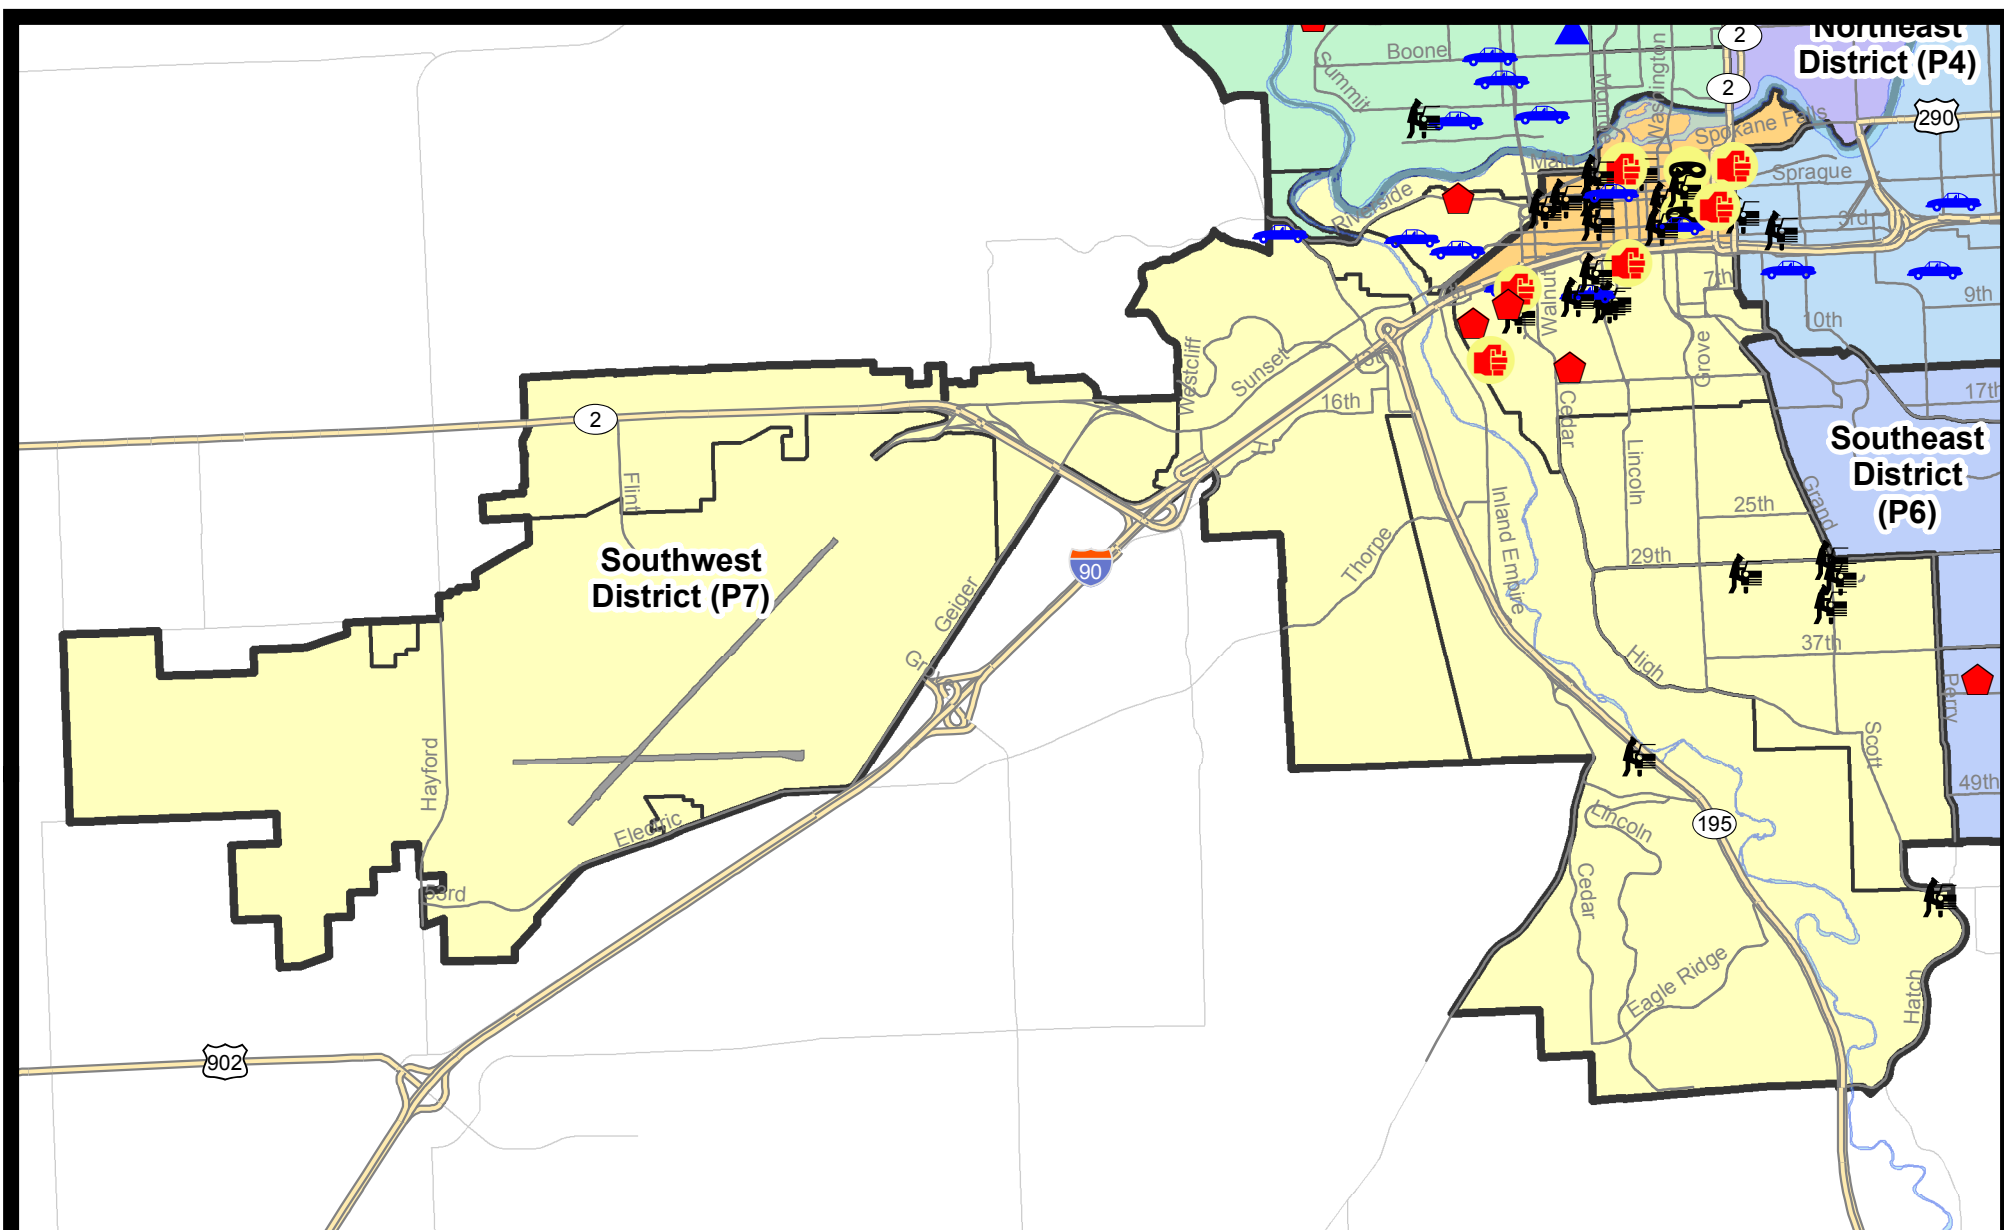 Northeast
District (P4)
2
2
290
Boone
Summit
Monroe
Washington
Spokane Falls
Main
Riverside
Sprague
3rd
7th
9th
10th
Walnut
Grove
13th
Sunset
Westcliff
16th
17th
2
Flint
Cedar
Lincoln
Southeast
District
(P6)
Grand
25th
29th
Inland Empire
Thorpe
Southwest
District (P7)
90
Geiger
Grove
37th
High
Perry
Scott
Hayford
49th
Electric
Lincoln
195
53rd
Cedar
Eagle Ridge
Hatch
902